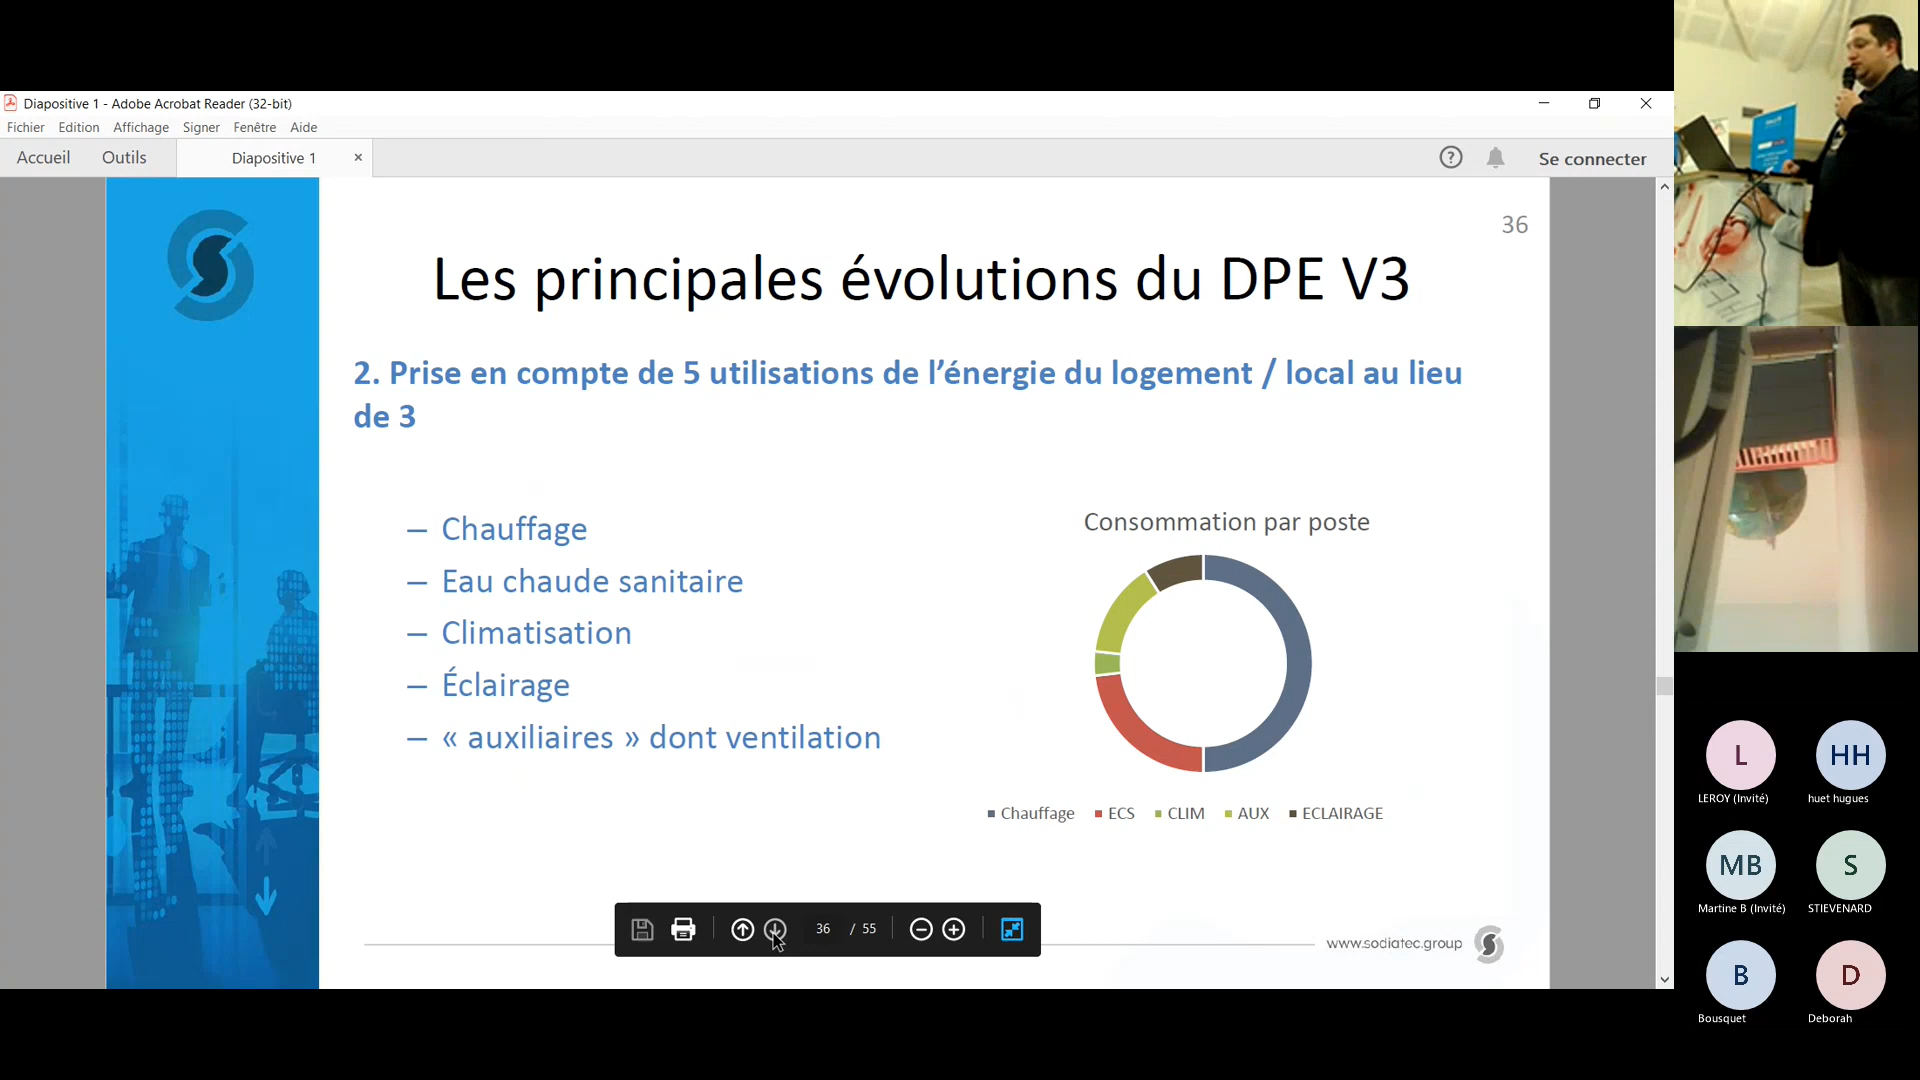 Diapositive 1 - Adobe Acrobat Reader (32-bit)
Fichier Edition Affichage Signer Fenêtre Aide
Accueil Outils Diapositive 1 Se connecter
36
Les principales évolutions du DPE V3
2. Prise en compte de 5 utilisations de l’énergie du logement / local au lieu
de 3
– Chauffage
– Eau chaude sanitaire
– Climatisation
– Éclairage
– « auxiliaires » dont ventilation
Consommation par poste
Chauffage ECS CLIM AUX ECLAIRAGE
36 / 55
www.sodiatec.group
L
LEROY (Invité)
HH
huet hugues
MB
Martine B (Invité)
S
STIEVENARD
B
Bousquet
D
Deborah